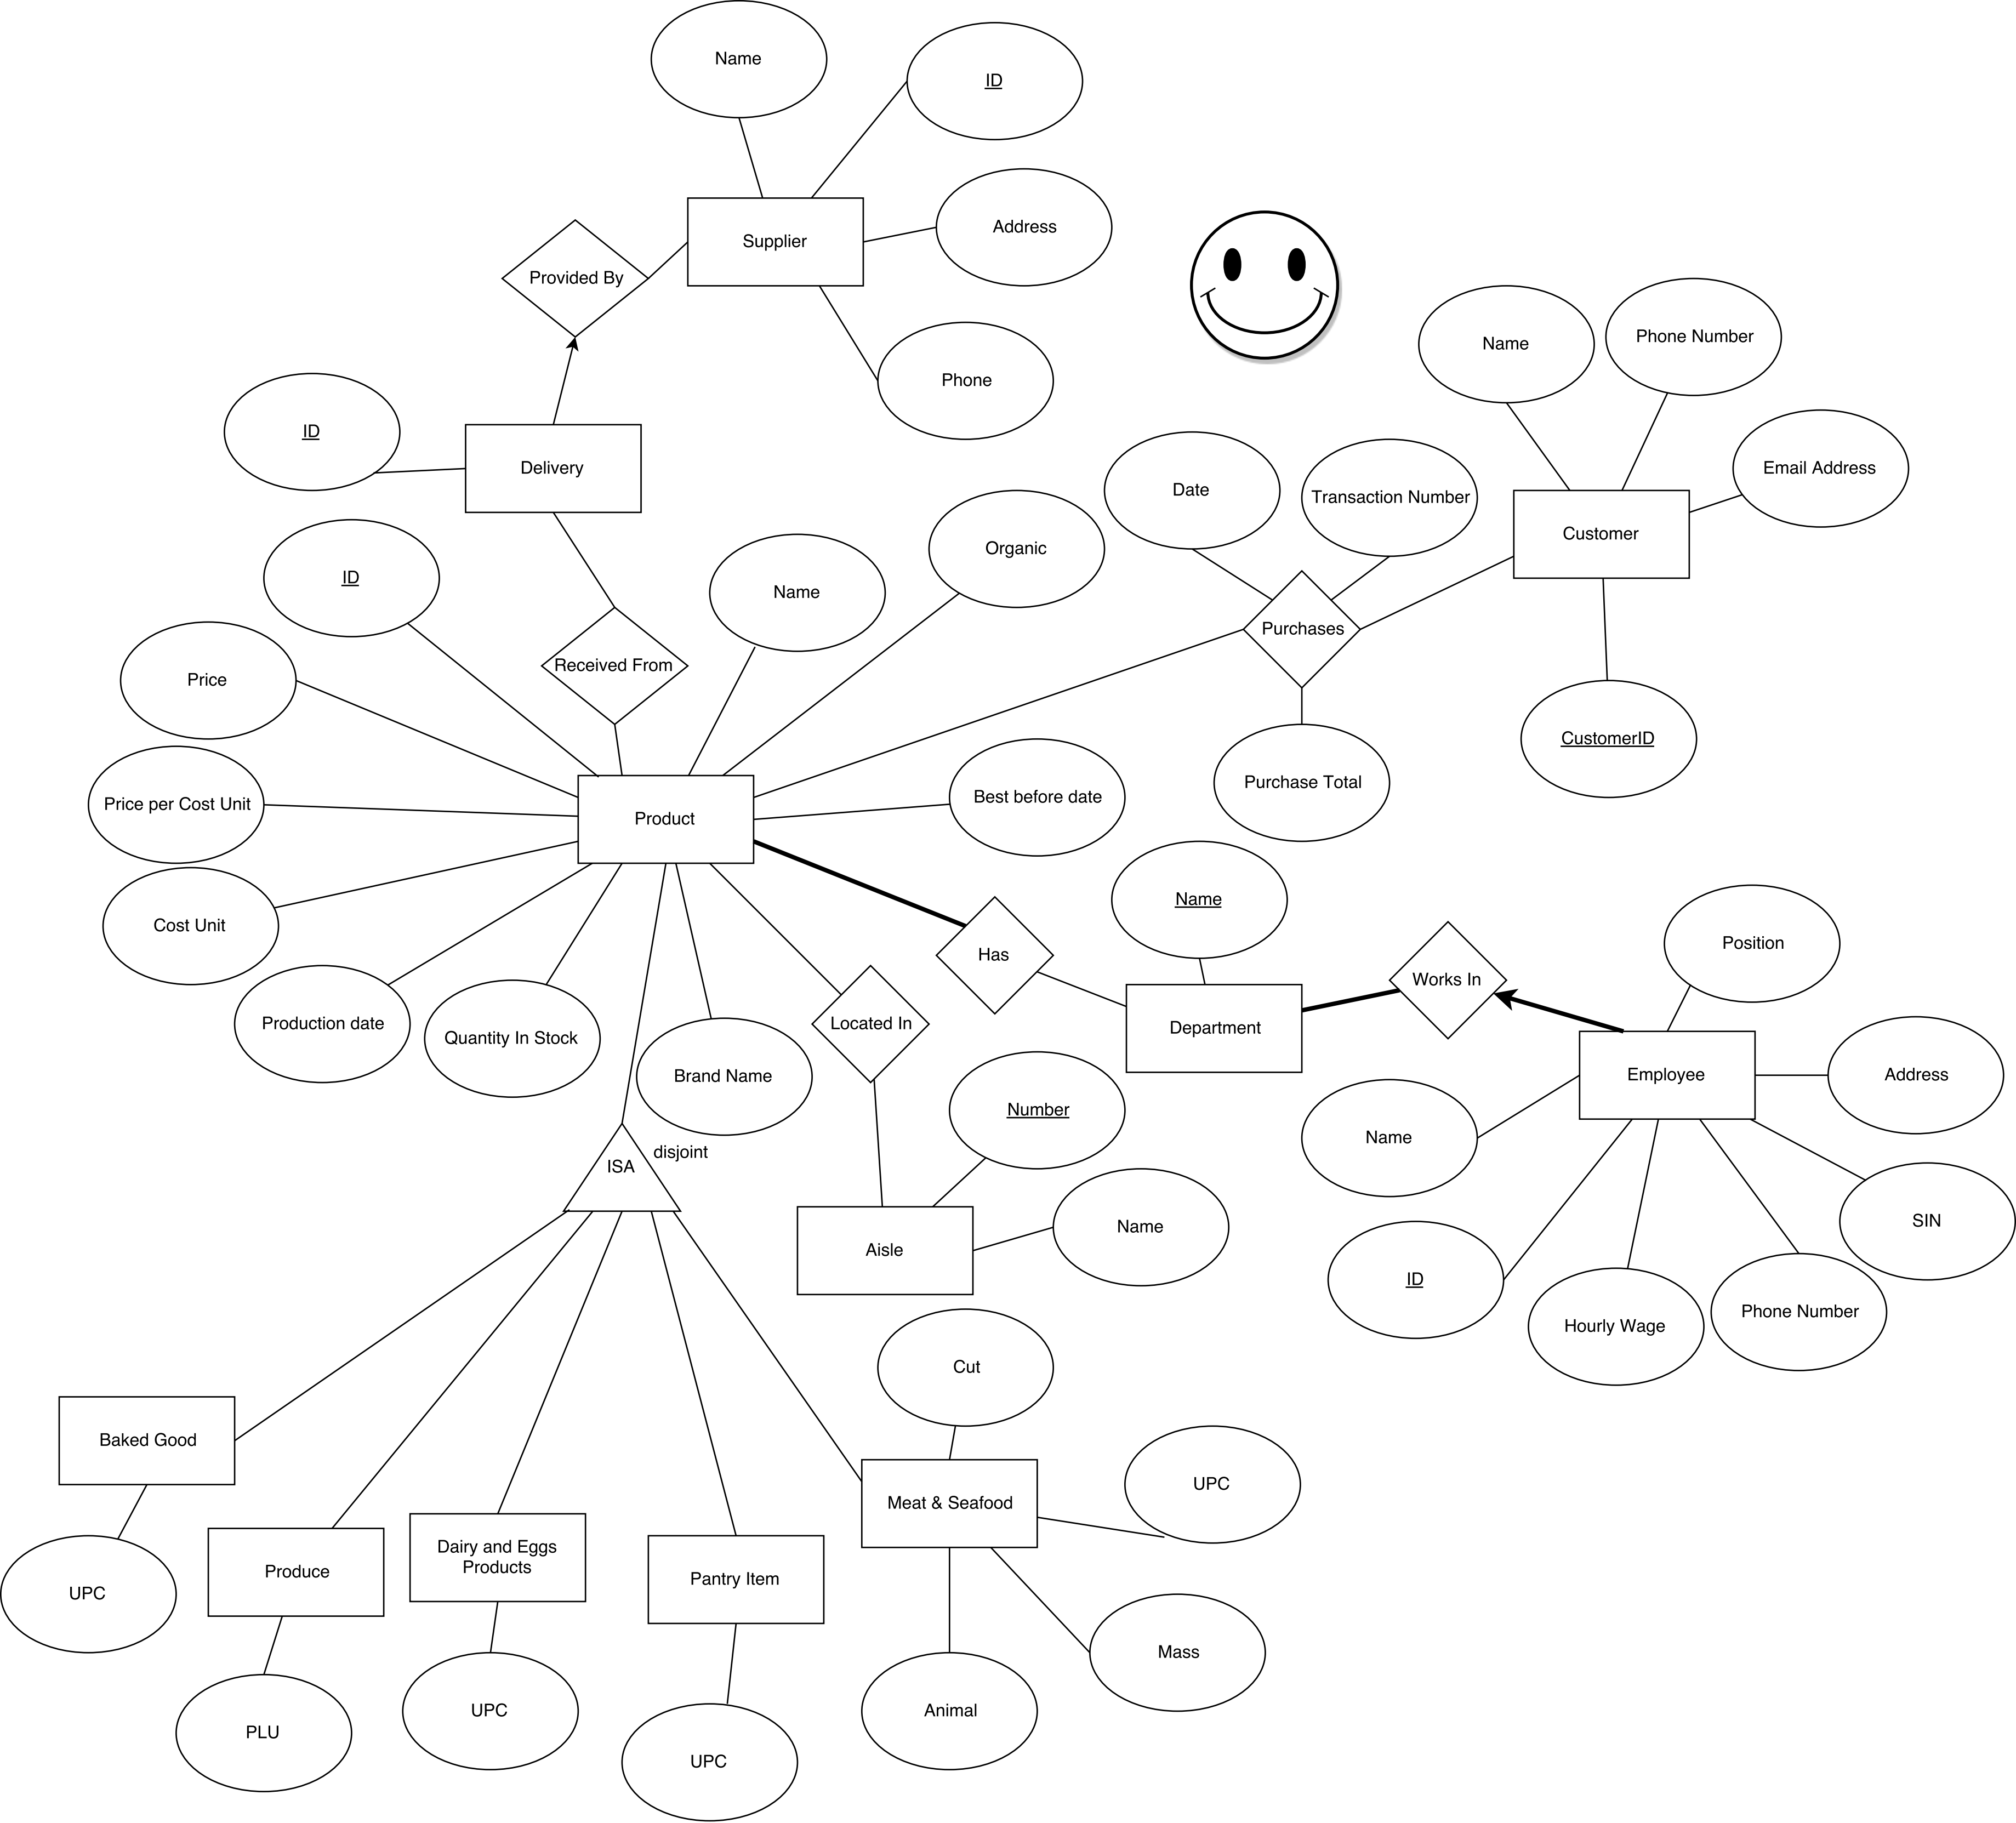 Name
ID
Address
Supplier
Provided By
Phone
Name
Phone Number
Email Address
Customer
CustomerID
ID
Delivery
Date
Transaction Number
Purchases
Purchase Total
ID
Name
Organic
Received From
Price
Price per Cost Unit
Product
Best before date
Cost Unit
Production date
Quantity In Stock
Brand Name
Located In
Has
Name
Department
Works In
Position
Employee
Address
Name
SIN
ID
Hourly Wage
Phone Number
Number
Name
Aisle
ISA
disjoint
Cut
Baked Good
UPC
Produce
PLU
Dairy and Eggs
Products
UPC
Pantry Item
UPC
Meat & Seafood
UPC
Mass
Animal